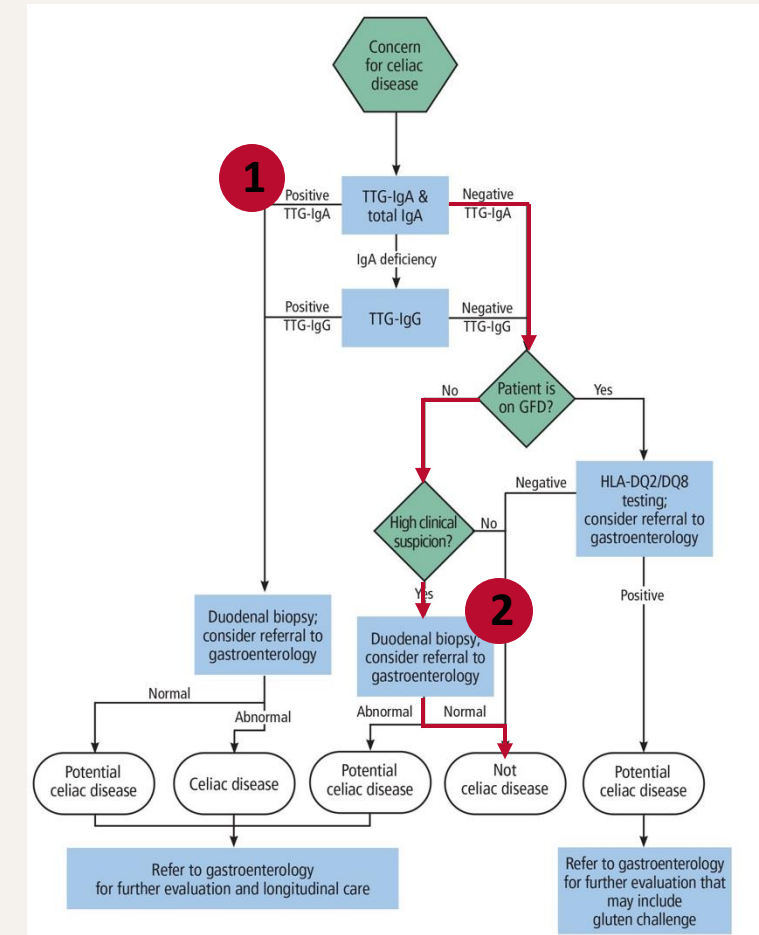 Concern
for celiac
disease
1
Positive
TTG-IgA
TTG-IgA &
total IgA
Negative
TTG-IgA
IgA deficiency
Positive
TTG-IgG
TTG-IgG
Negative
TTG-IgG
No
Patient is
on GFD?
Yes
Negative
HLA-DQ2/DQ8
testing;
consider referral to
gastroenterology
High clinical
suspicion?
No
Yes
2
Positive
Duodenal biopsy;
consider referral to
gastroenterology
Duodenal biopsy;
consider referral to
gastroenterology
Normal
Abnormal
Abnormal
Normal
Potential
celiac disease
Celiac disease
Potential
celiac disease
Not
celiac disease
Potential
celiac disease
Refer to gastroenterology
for further evaluation and longitudinal care
Refer to gastroenterology
for further evaluation that
may include
gluten challenge